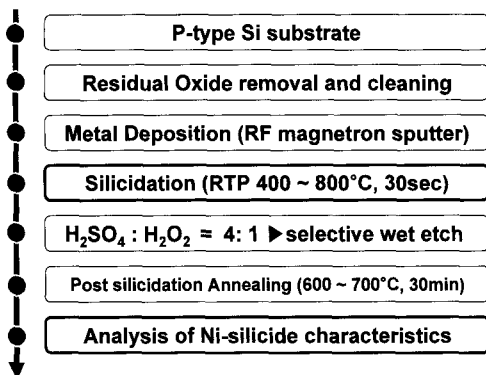 P-type Si substrate
Residual Oxide removal and cleaning
Metal Deposition (RF magnetron sputter)
Silicidation (RTP 400 ~ 800°C, 30sec)
H₂SO₄ : H₂O₂ = 4: 1 ▶selective wet etch
Post silicidation Annealing (600 ~ 700°C, 30min)
Analysis of Ni-silicide characteristics